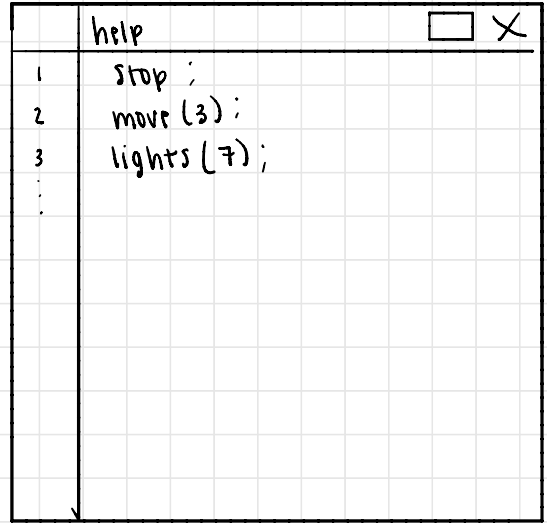 help
1 stop ;
2 move (3) ;
3 lights (7) ;